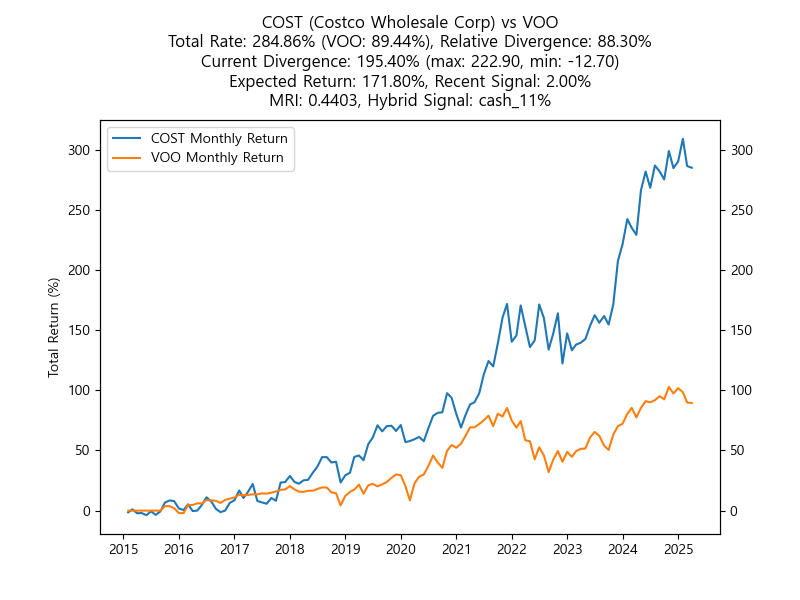 COST (Costco Wholesale Corp) vs VOO
Total Rate: 284.86% (VOO: 89.44%), Relative Divergence: 88.30%
Current Divergence: 195.40% (max: 222.90, min: -12.70)
Expected Return: 171.80%, Recent Signal: 2.00%
MRI: 0.4403, Hybrid Signal: cash_11%
COST Monthly Return
VOO Monthly Return
Total Return (%)
300
250
200
150
100
50
0
300
250
200
150
100
50
0
2015 2016 2017 2018 2019 2020 2021 2022 2023 2024 2025